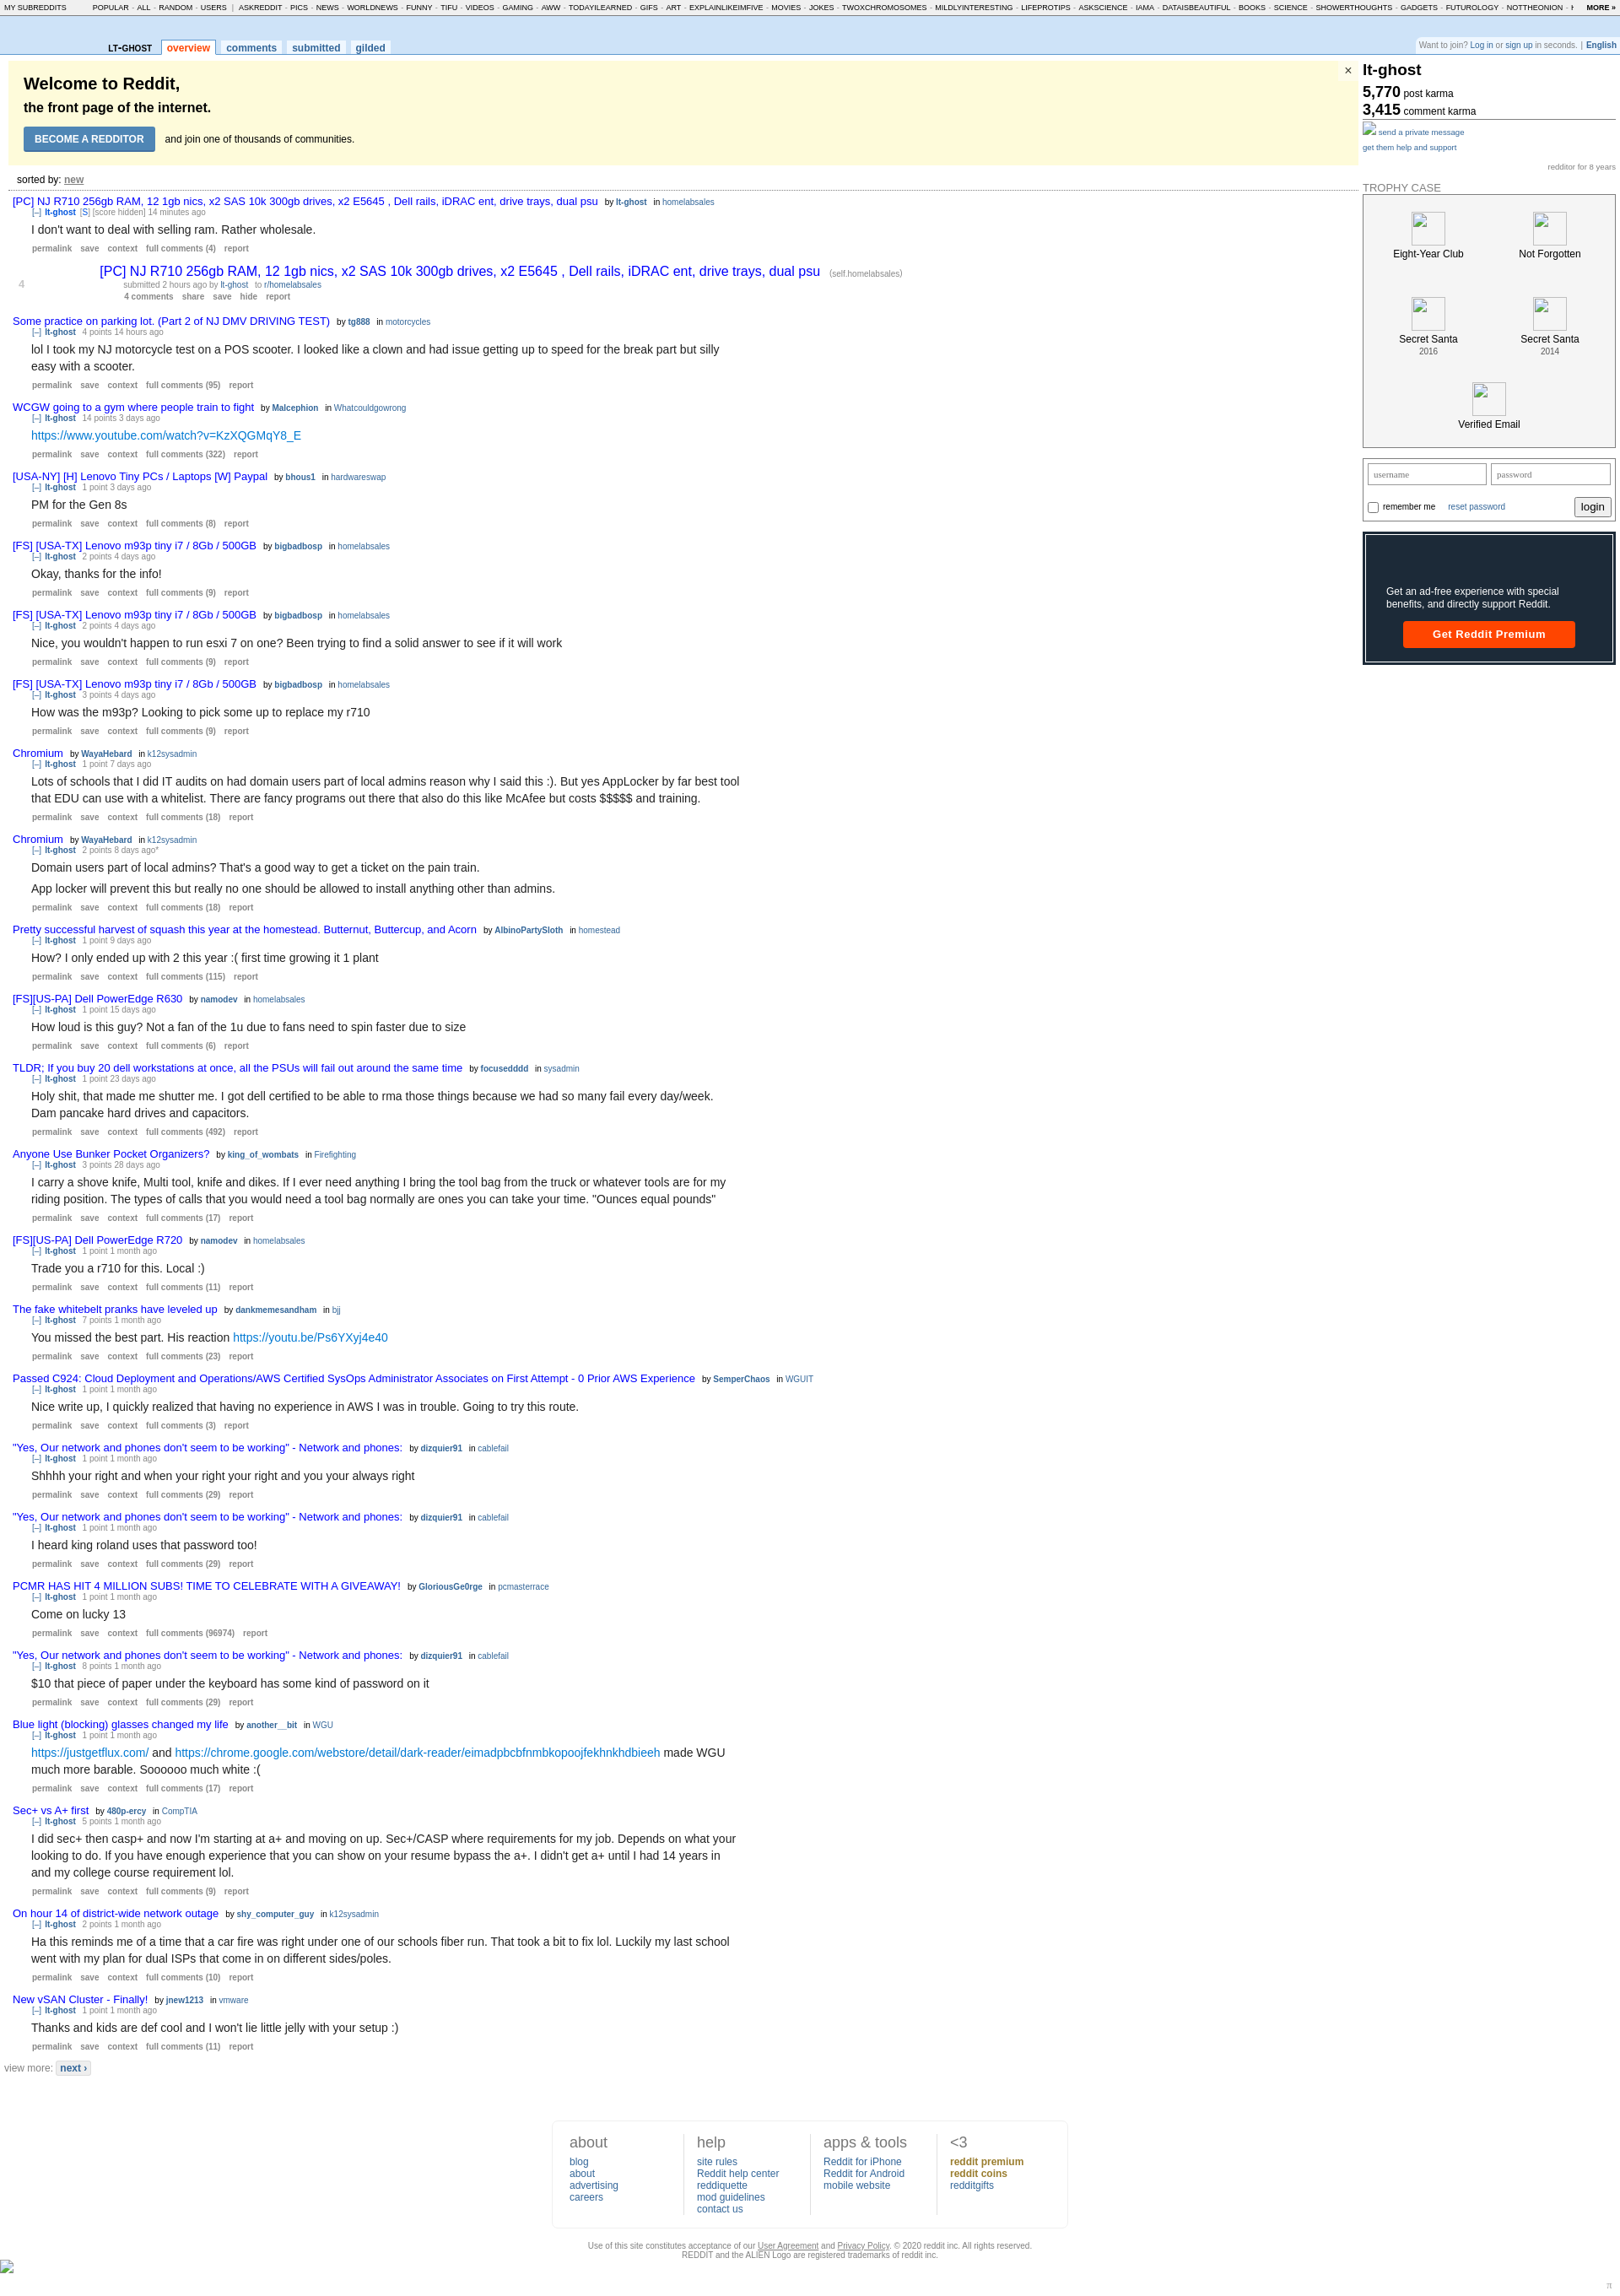 MY SUBREDDITS POPULAR - ALL - RANDOM - USERS | ASKREDDIT - PICS - NEWS - WORLDNEWS - FUNNY - TIFU - VIDEOS - GAMING - AWW - TODAYILEARNED - GIFS - ART - EXPLAINLIKEIMFIVE - MOVIES - JOKES - TWOXCHROMOSOMES - MILDLYINTERESTING - LIFEPROTIPS - ASKSCIENCE - IAMA - DATAISBEAUTIFUL - BOOKS - SCIENCE - SHOWERTHOUGHTS - GADGETS - FUTUROLOGY - NOTTHEONION - MORE »
LT-GHOST overview comments submitted gilded
Want to join? Log in or sign up in seconds. | English
Welcome to Reddit,
the front page of the internet.
BECOME A REDDITOR and join one of thousands of communities.
×
sorted by: new
[PC] NJ R710 256gb RAM, 12 1gb nics, x2 SAS 10k 300gb drives, x2 E5645 , Dell rails, iDRAC ent, drive trays, dual psu by lt-ghost in homelabsales
[–] lt-ghost [S] [score hidden] 14 minutes ago
I don't want to deal with selling ram. Rather wholesale.
permalink save context full comments (4) report
4
[PC] NJ R710 256gb RAM, 12 1gb nics, x2 SAS 10k 300gb drives, x2 E5645 , Dell rails, iDRAC ent, drive trays, dual psu (self.homelabsales)
submitted 2 hours ago by lt-ghost to r/homelabsales
4 comments share save hide report
Some practice on parking lot. (Part 2 of NJ DMV DRIVING TEST) by tg888 in motorcycles
[–] lt-ghost 4 points 14 hours ago
lol I took my NJ motorcycle test on a POS scooter. I looked like a clown and had issue getting up to speed for the break part but silly
easy with a scooter.
permalink save context full comments (95) report
WCGW going to a gym where people train to fight by Malcephion in Whatcouldgowrong
[–] lt-ghost 14 points 3 days ago
https://www.youtube.com/watch?v=KzXQGMqY8_E
permalink save context full comments (322) report
[USA-NY] [H] Lenovo Tiny PCs / Laptops [W] Paypal by bhous1 in hardwareswap
[–] lt-ghost 1 point 3 days ago
PM for the Gen 8s
permalink save context full comments (8) report
[FS] [USA-TX] Lenovo m93p tiny i7 / 8Gb / 500GB by bigbadbosp in homelabsales
[–] lt-ghost 2 points 4 days ago
Okay, thanks for the info!
permalink save context full comments (9) report
[FS] [USA-TX] Lenovo m93p tiny i7 / 8Gb / 500GB by bigbadbosp in homelabsales
[–] lt-ghost 2 points 4 days ago
Nice, you wouldn't happen to run esxi 7 on one? Been trying to find a solid answer to see if it will work
permalink save context full comments (9) report
[FS] [USA-TX] Lenovo m93p tiny i7 / 8Gb / 500GB by bigbadbosp in homelabsales
[–] lt-ghost 3 points 4 days ago
How was the m93p? Looking to pick some up to replace my r710
permalink save context full comments (9) report
Chromium by WayaHebard in k12sysadmin
[–] lt-ghost 1 point 7 days ago
Lots of schools that I did IT audits on had domain users part of local admins reason why I said this :). But yes AppLocker by far best tool
that EDU can use with a whitelist. There are fancy programs out there that also do this like McAfee but costs $$$$$ and training.
permalink save context full comments (18) report
Chromium by WayaHebard in k12sysadmin
[–] lt-ghost 2 points 8 days ago*
Domain users part of local admins? That's a good way to get a ticket on the pain train.
App locker will prevent this but really no one should be allowed to install anything other than admins.
permalink save context full comments (18) report
Pretty successful harvest of squash this year at the homestead. Butternut, Buttercup, and Acorn by AlbinoPartySloth in homestead
[–] lt-ghost 1 point 9 days ago
How? I only ended up with 2 this year :( first time growing it 1 plant
permalink save context full comments (115) report
[FS][US-PA] Dell PowerEdge R630 by namodev in homelabsales
[–] lt-ghost 1 point 15 days ago
How loud is this guy? Not a fan of the 1u due to fans need to spin faster due to size
permalink save context full comments (6) report
TLDR; If you buy 20 dell workstations at once, all the PSUs will fail out around the same time by focusedddd in sysadmin
[–] lt-ghost 1 point 23 days ago
Holy shit, that made me shutter me. I got dell certified to be able to rma those things because we had so many fail every day/week.
Dam pancake hard drives and capacitors.
permalink save context full comments (492) report
Anyone Use Bunker Pocket Organizers? by king_of_wombats in Firefighting
[–] lt-ghost 3 points 28 days ago
I carry a shove knife, Multi tool, knife and dikes. If I ever need anything I bring the tool bag from the truck or whatever tools are for my
riding position. The types of calls that you would need a tool bag normally are ones you can take your time. "Ounces equal pounds"
permalink save context full comments (17) report
[FS][US-PA] Dell PowerEdge R720 by namodev in homelabsales
[–] lt-ghost 1 point 1 month ago
Trade you a r710 for this. Local :)
permalink save context full comments (11) report
The fake whitebelt pranks have leveled up by dankmemesandham in bjj
[–] lt-ghost 7 points 1 month ago
You missed the best part. His reaction https://youtu.be/Ps6YXyj4e40
permalink save context full comments (23) report
Passed C924: Cloud Deployment and Operations/AWS Certified SysOps Administrator Associates on First Attempt - 0 Prior AWS Experience by SemperChaos in WGUIT
[–] lt-ghost 1 point 1 month ago
Nice write up, I quickly realized that having no experience in AWS I was in trouble. Going to try this route.
permalink save context full comments (3) report
"Yes, Our network and phones don't seem to be working" - Network and phones: by dizquier91 in cablefail
[–] lt-ghost 1 point 1 month ago
Shhhh your right and when your right your right and you your always right
permalink save context full comments (29) report
"Yes, Our network and phones don't seem to be working" - Network and phones: by dizquier91 in cablefail
[–] lt-ghost 1 point 1 month ago
I heard king roland uses that password too!
permalink save context full comments (29) report
PCMR HAS HIT 4 MILLION SUBS! TIME TO CELEBRATE WITH A GIVEAWAY! by GloriousGe0rge in pcmasterrace
[–] lt-ghost 1 point 1 month ago
Come on lucky 13
permalink save context full comments (96974) report
"Yes, Our network and phones don't seem to be working" - Network and phones: by dizquier91 in cablefail
[–] lt-ghost 8 points 1 month ago
$10 that piece of paper under the keyboard has some kind of password on it
permalink save context full comments (29) report
Blue light (blocking) glasses changed my life by another__bit in WGU
[–] lt-ghost 1 point 1 month ago
https://justgetflux.com/ and https://chrome.google.com/webstore/detail/dark-reader/eimadpbcbfnmbkopoojfekhnkhdbieeh made WGU
much more barable. Soooooo much white :(
permalink save context full comments (17) report
Sec+ vs A+ first by 480p-ercy in CompTIA
[–] lt-ghost 5 points 1 month ago
I did sec+ then casp+ and now I'm starting at a+ and moving on up. Sec+/CASP where requirements for my job. Depends on what your
looking to do. If you have enough experience that you can show on your resume bypass the a+. I didn't get a+ until I had 14 years in
and my college course requirement lol.
permalink save context full comments (9) report
On hour 14 of district-wide network outage by shy_computer_guy in k12sysadmin
[–] lt-ghost 2 points 1 month ago
Ha this reminds me of a time that a car fire was right under one of our schools fiber run. That took a bit to fix lol. Luckily my last school
went with my plan for dual ISPs that come in on different sides/poles.
permalink save context full comments (10) report
New vSAN Cluster - Finally! by jnew1213 in vmware
[–] lt-ghost 1 point 1 month ago
Thanks and kids are def cool and I won't lie little jelly with your setup :)
permalink save context full comments (11) report
view more: next ›
lt-ghost
5,770 post karma
3,415 comment karma
send a private message
get them help and support
redditor for 8 years
TROPHY CASE
Eight-Year Club Not Forgotten
Secret Santa Secret Santa
2016 2014
Verified Email
username password
remember me reset password login
Get an ad-free experience with special
benefits, and directly support Reddit.
Get Reddit Premium
about help apps & tools <3
blog site rules Reddit for iPhone reddit premium
about Reddit help center Reddit for Android reddit coins
advertising reddiquette mobile website redditgifts
careers mod guidelines
contact us
Use of this site constitutes acceptance of our User Agreement and Privacy Policy. © 2020 reddit inc. All rights reserved.
REDDIT and the ALIEN Logo are registered trademarks of reddit inc.